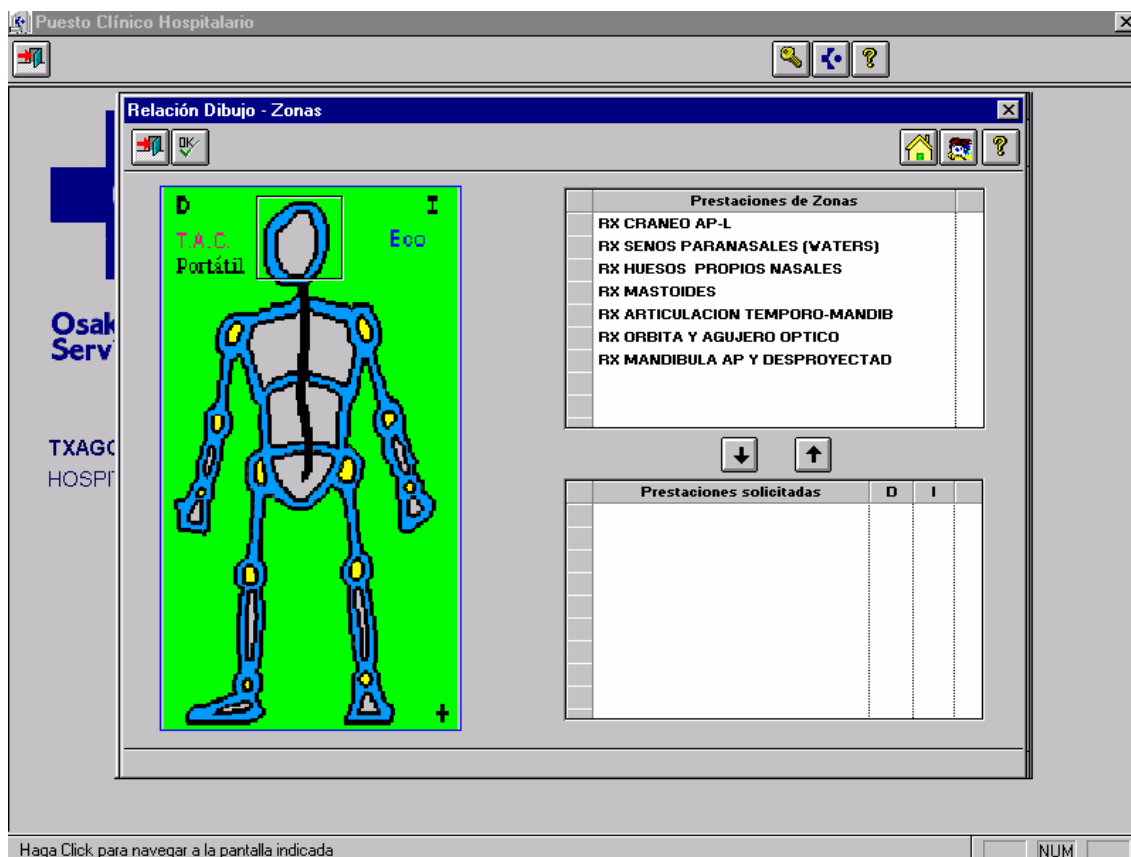 Puesto Clínico Hospitalario
Relación Dibujo - Zonas
OK
D
I
T.A.C.
Eco
Portátil
+
Osak
Serv
TXAGO
HOSPI
Prestaciones de Zonas
RX CRANEO AP-L
RX SENOS PARANASALES (WATERS)
RX HUESOS PROPIOS NASALES
RX MASTOIDES
RX ARTICULACION TEMPORO-MANDIB
RX ORBITA Y AGUJERO OPTICO
RX MANDIBULA AP Y DESPROYECTAD
Prestaciones solicitadas D I
Haga Click para navegar a la pantalla indicada
NUM